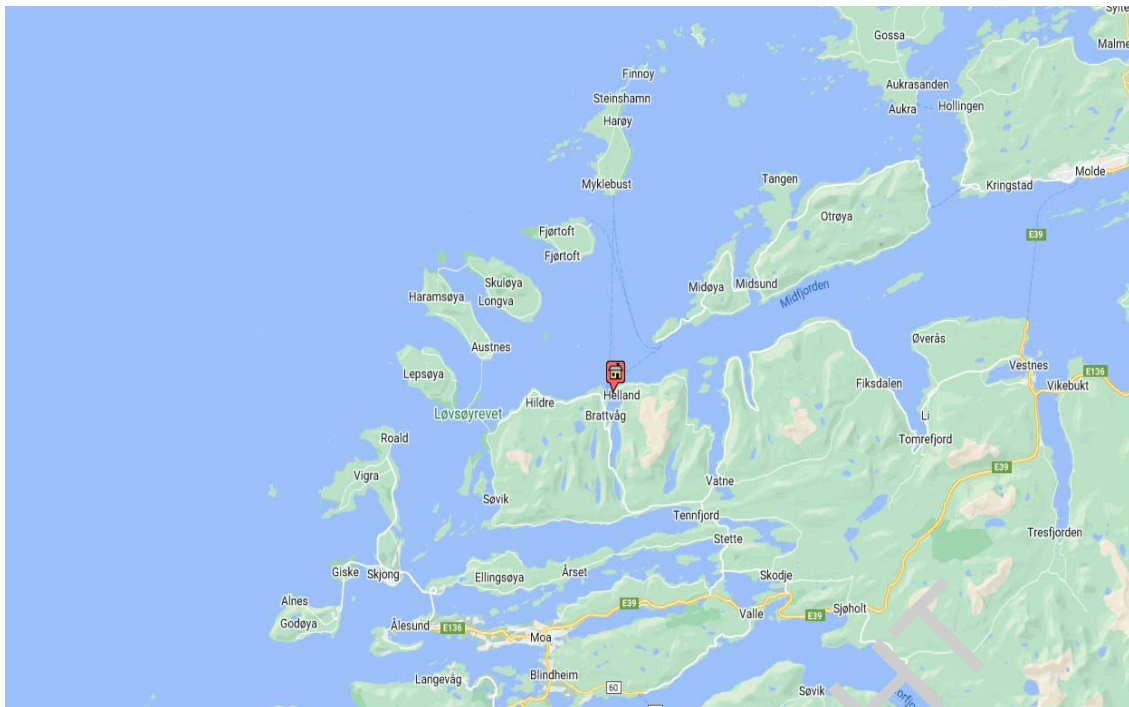 Sylte
Gossa
Malme
Finnoy
Aukrasanden
Steinshamn
Aukra
Hollingen
Harøy
Molde
Tangen
Myklebust
Kringstad
Otrøya
Fjørtoft
E39
Fjørtoft
Skuløya
Midøya
Midsund
Midfjorden
Haramsøya
Longva
Øverås
Austnes
Vestnes
Lepsøya
E136
Fiksdalen
Vikebukt
Helland
Hildre
Løvsøyrevet
Brattvåg
Li
Roald
Tomrefjord
E39
Vigra
Vatne
Søvik
Tennfjord
Tresfjorden
Stette
Giske
Skjong
Ellingsøya
Årset
Skodje
Alnes
E39
Sjøholt
Godøya
Ålesund
E136
Valle
E39
Moa
Langevåg
Blindheim
60
Søvik